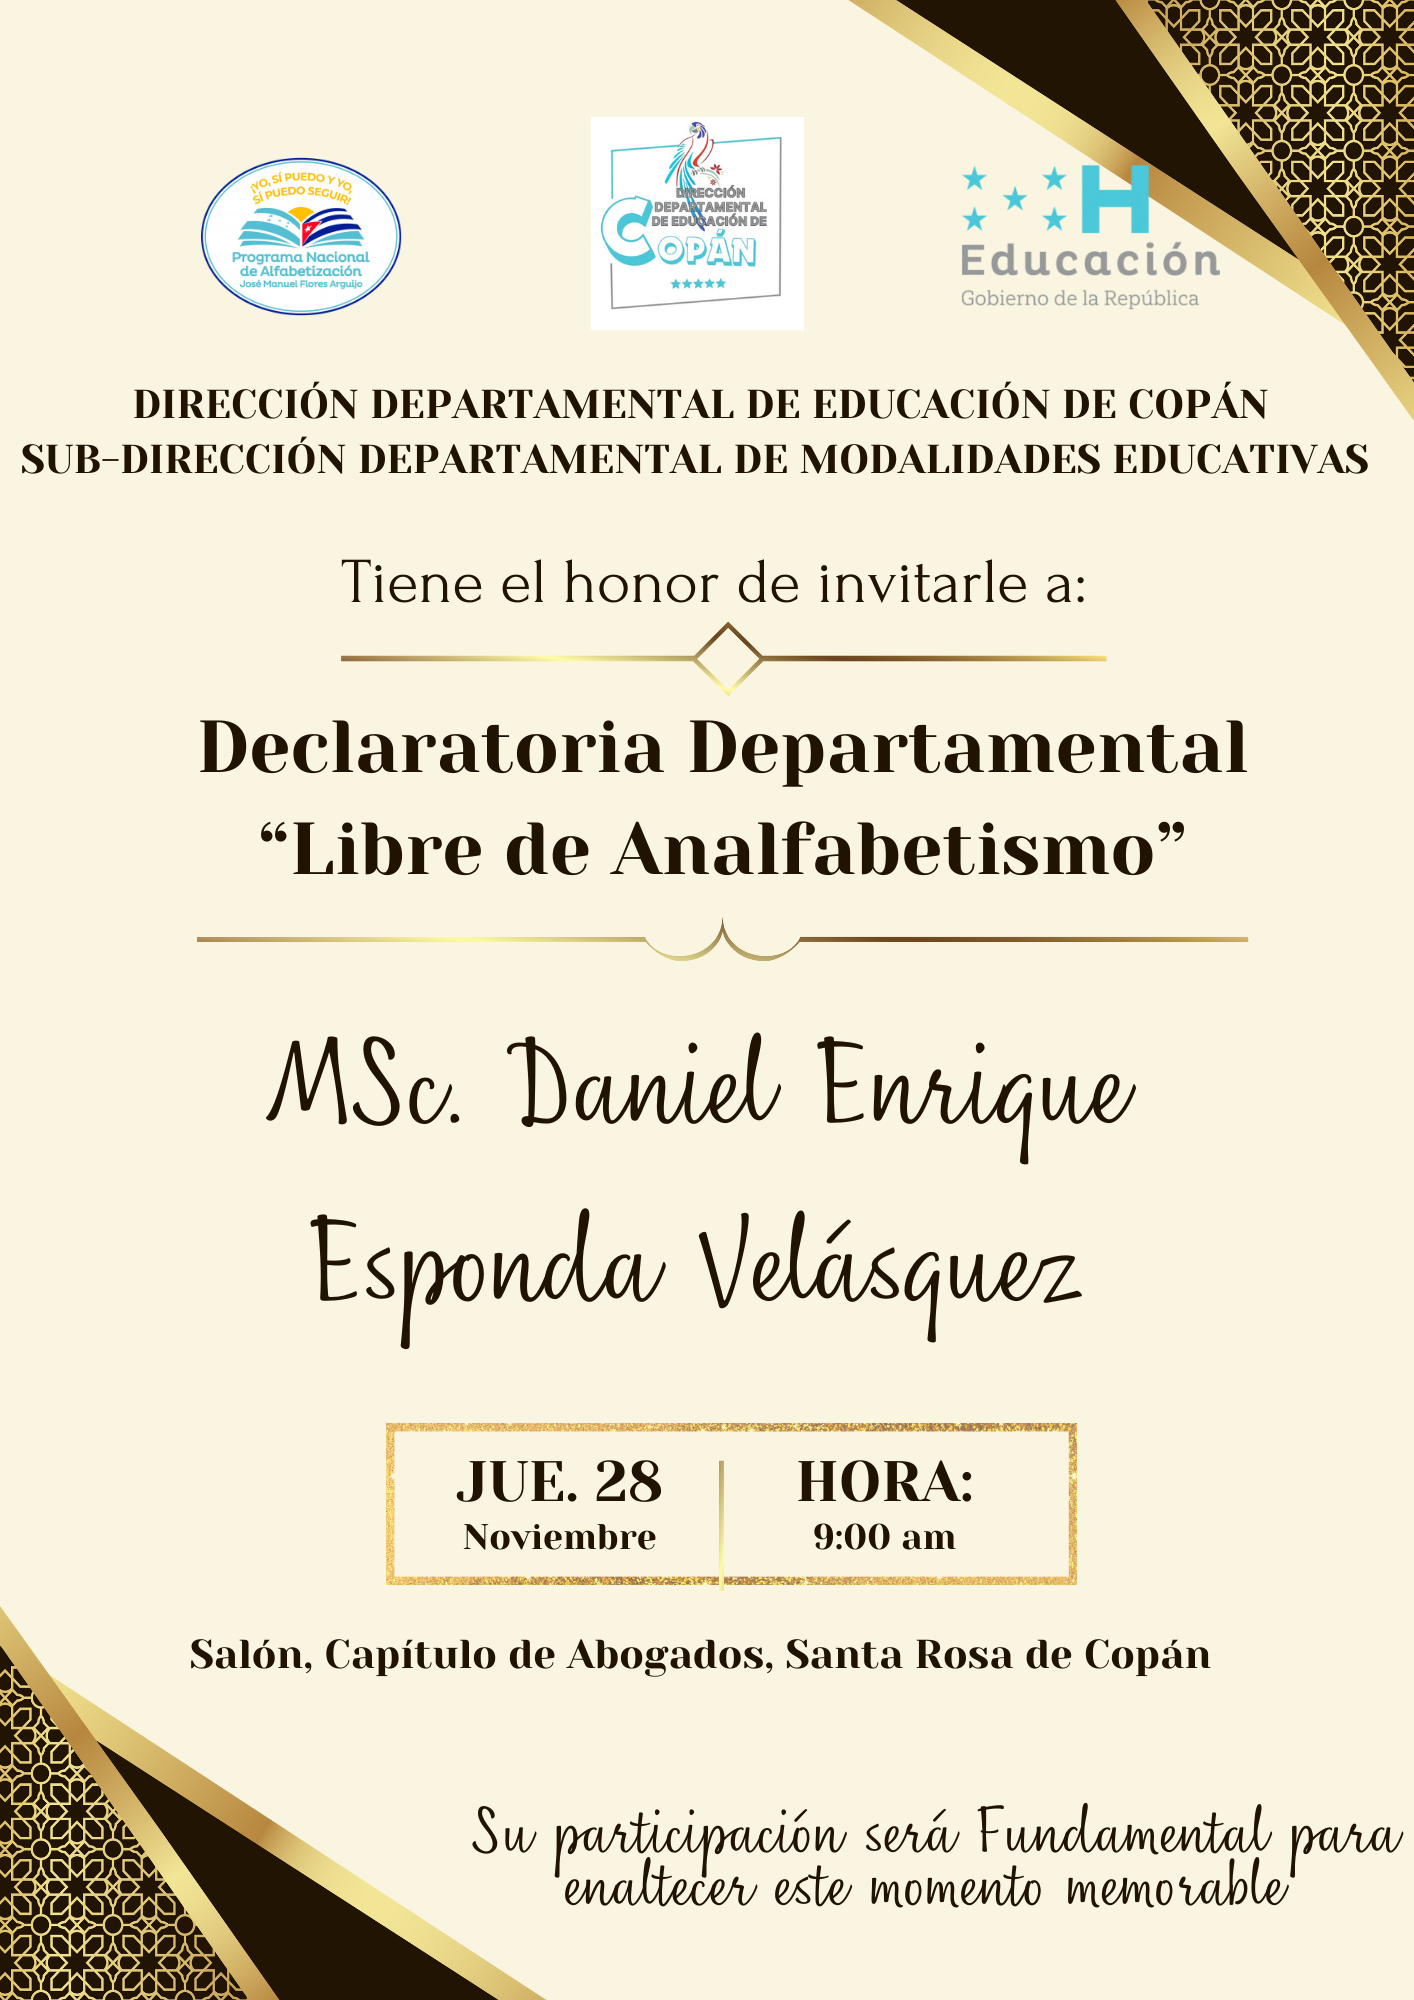 ¡YO, SÍ PUEDO Y YO,
SÍ PUEDO SEGUIR!
Programa Nacional
de Alfabetización
José Manuel Flores Arguijo
DIRECCIÓN
DEPARTAMENTAL
DE EDUCACIÓN DE
COPÁN
H
Educación
Gobierno de la República
DIRECCIÓN DEPARTAMENTAL DE EDUCACIÓN DE COPÁN
SUB-DIRECCIÓN DEPARTAMENTAL DE MODALIDADES EDUCATIVAS
Tiene el honor de invitarle a:
Declaratoria Departamental
“Libre de Analfabetismo”
MSc. Daniel Enrique
Esponda Velásquez
JUE. 28
Noviembre
HORA:
9:00 am
Salón, Capítulo de Abogados, Santa Rosa de Copán
Su participación será Fundamental para
enaltecer este momento memorable